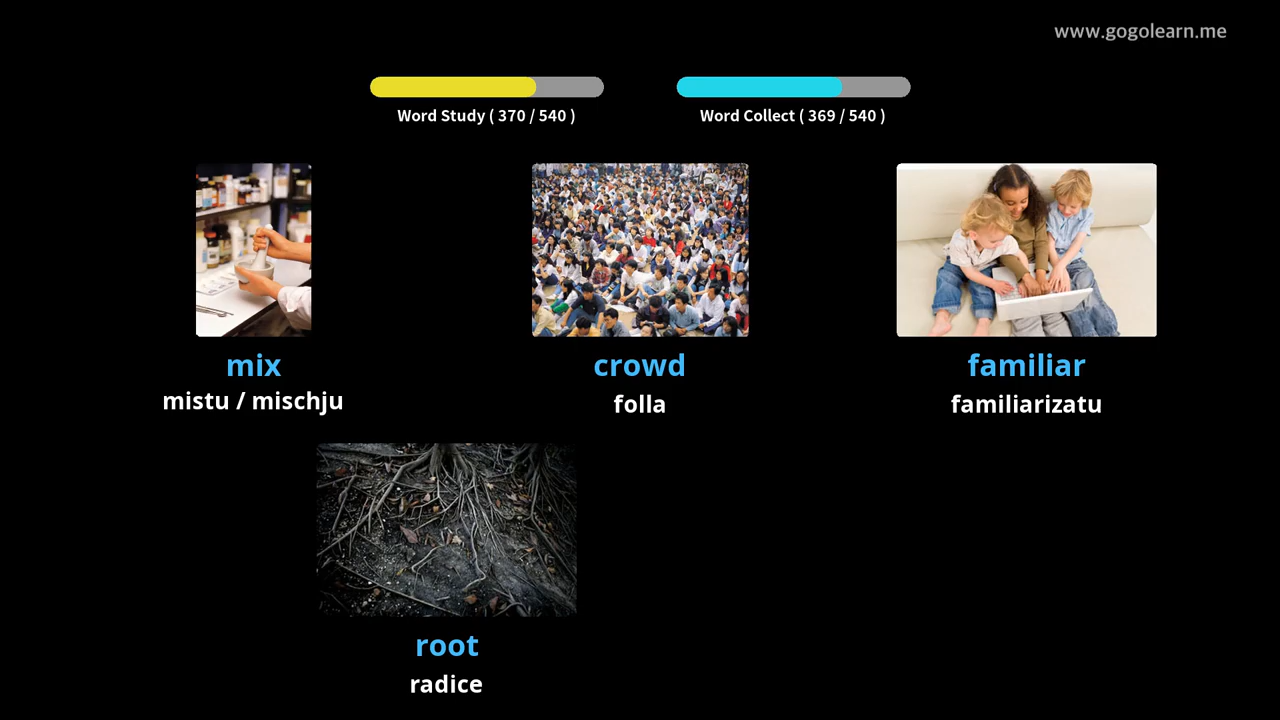 www.gogolearn.me
Word Study ( 370 / 540 )
Word Collect ( 369 / 540 )
mix
mistu / mischju
crowd
folla
familiar
familiarizatu
root
radice